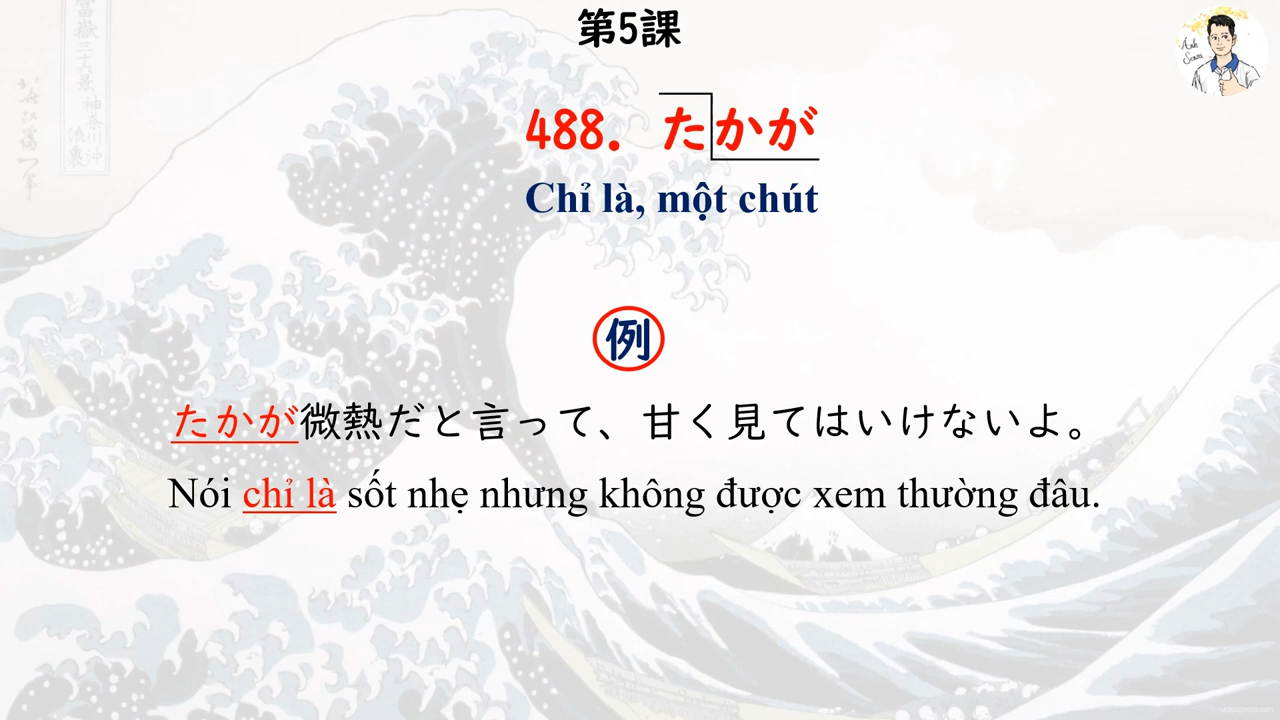 第5課
488. たかが
Chỉ là, một chút
例
たかが微熱だと言って、甘く見てはいけないよ。
Nói chỉ là sốt nhẹ nhưng không được xem thường đâu.